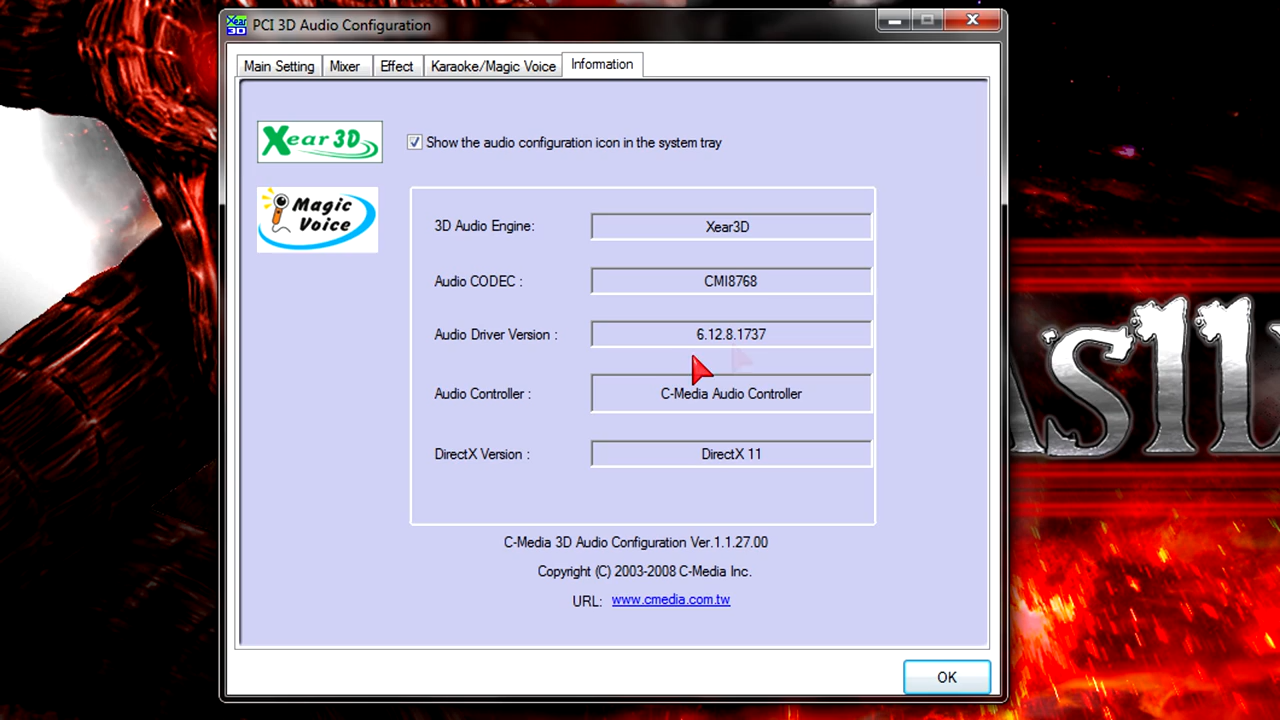 Xear
3D
PCI 3D Audio Configuration
Main Setting
Mixer
Effect
Karaoke/Magic Voice
Information
Xear 3D
Show the audio configuration icon in the system tray
Magic
Voice
3D Audio Engine:
Xear3D
Audio CODEC :
CMI8768
Audio Driver Version :
6.12.8.1737
Audio Controller :
C-Media Audio Controller
DirectX Version :
DirectX 11
C-Media 3D Audio Configuration Ver.1.1.27.00
Copyright (C) 2003-2008 C-Media Inc.
URL: www.cmedia.com.tw
OK